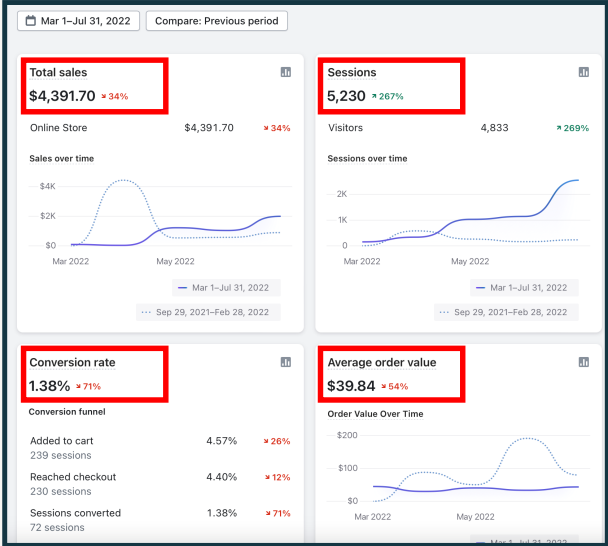 Mar 1–Jul 31, 2022 Compare: Previous period
Total sales
$4,391.70 34%
Online Store $4,391.70 34%
Sales over time
$4K
$2K
$0
Mar 2022 May 2022
Mar 1–Jul 31, 2022
Sep 29, 2021–Feb 28, 2022
Sessions
5,230 267%
Visitors 4,833 269%
Sessions over time
2K
1K
0
Mar 2022 May 2022
Mar 1–Jul 31, 2022
Sep 29, 2021–Feb 28, 2022
Conversion rate
1.38% 71%
Conversion funnel
Added to cart 4.57% 26%
239 sessions
Reached checkout 4.40% 12%
230 sessions
Sessions converted 1.38% 71%
72 sessions
Average order value
$39.84 54%
Order Value Over Time
$200
$100
$0
Mar 2022 May 2022
Mar 1–Jul 31, 2022